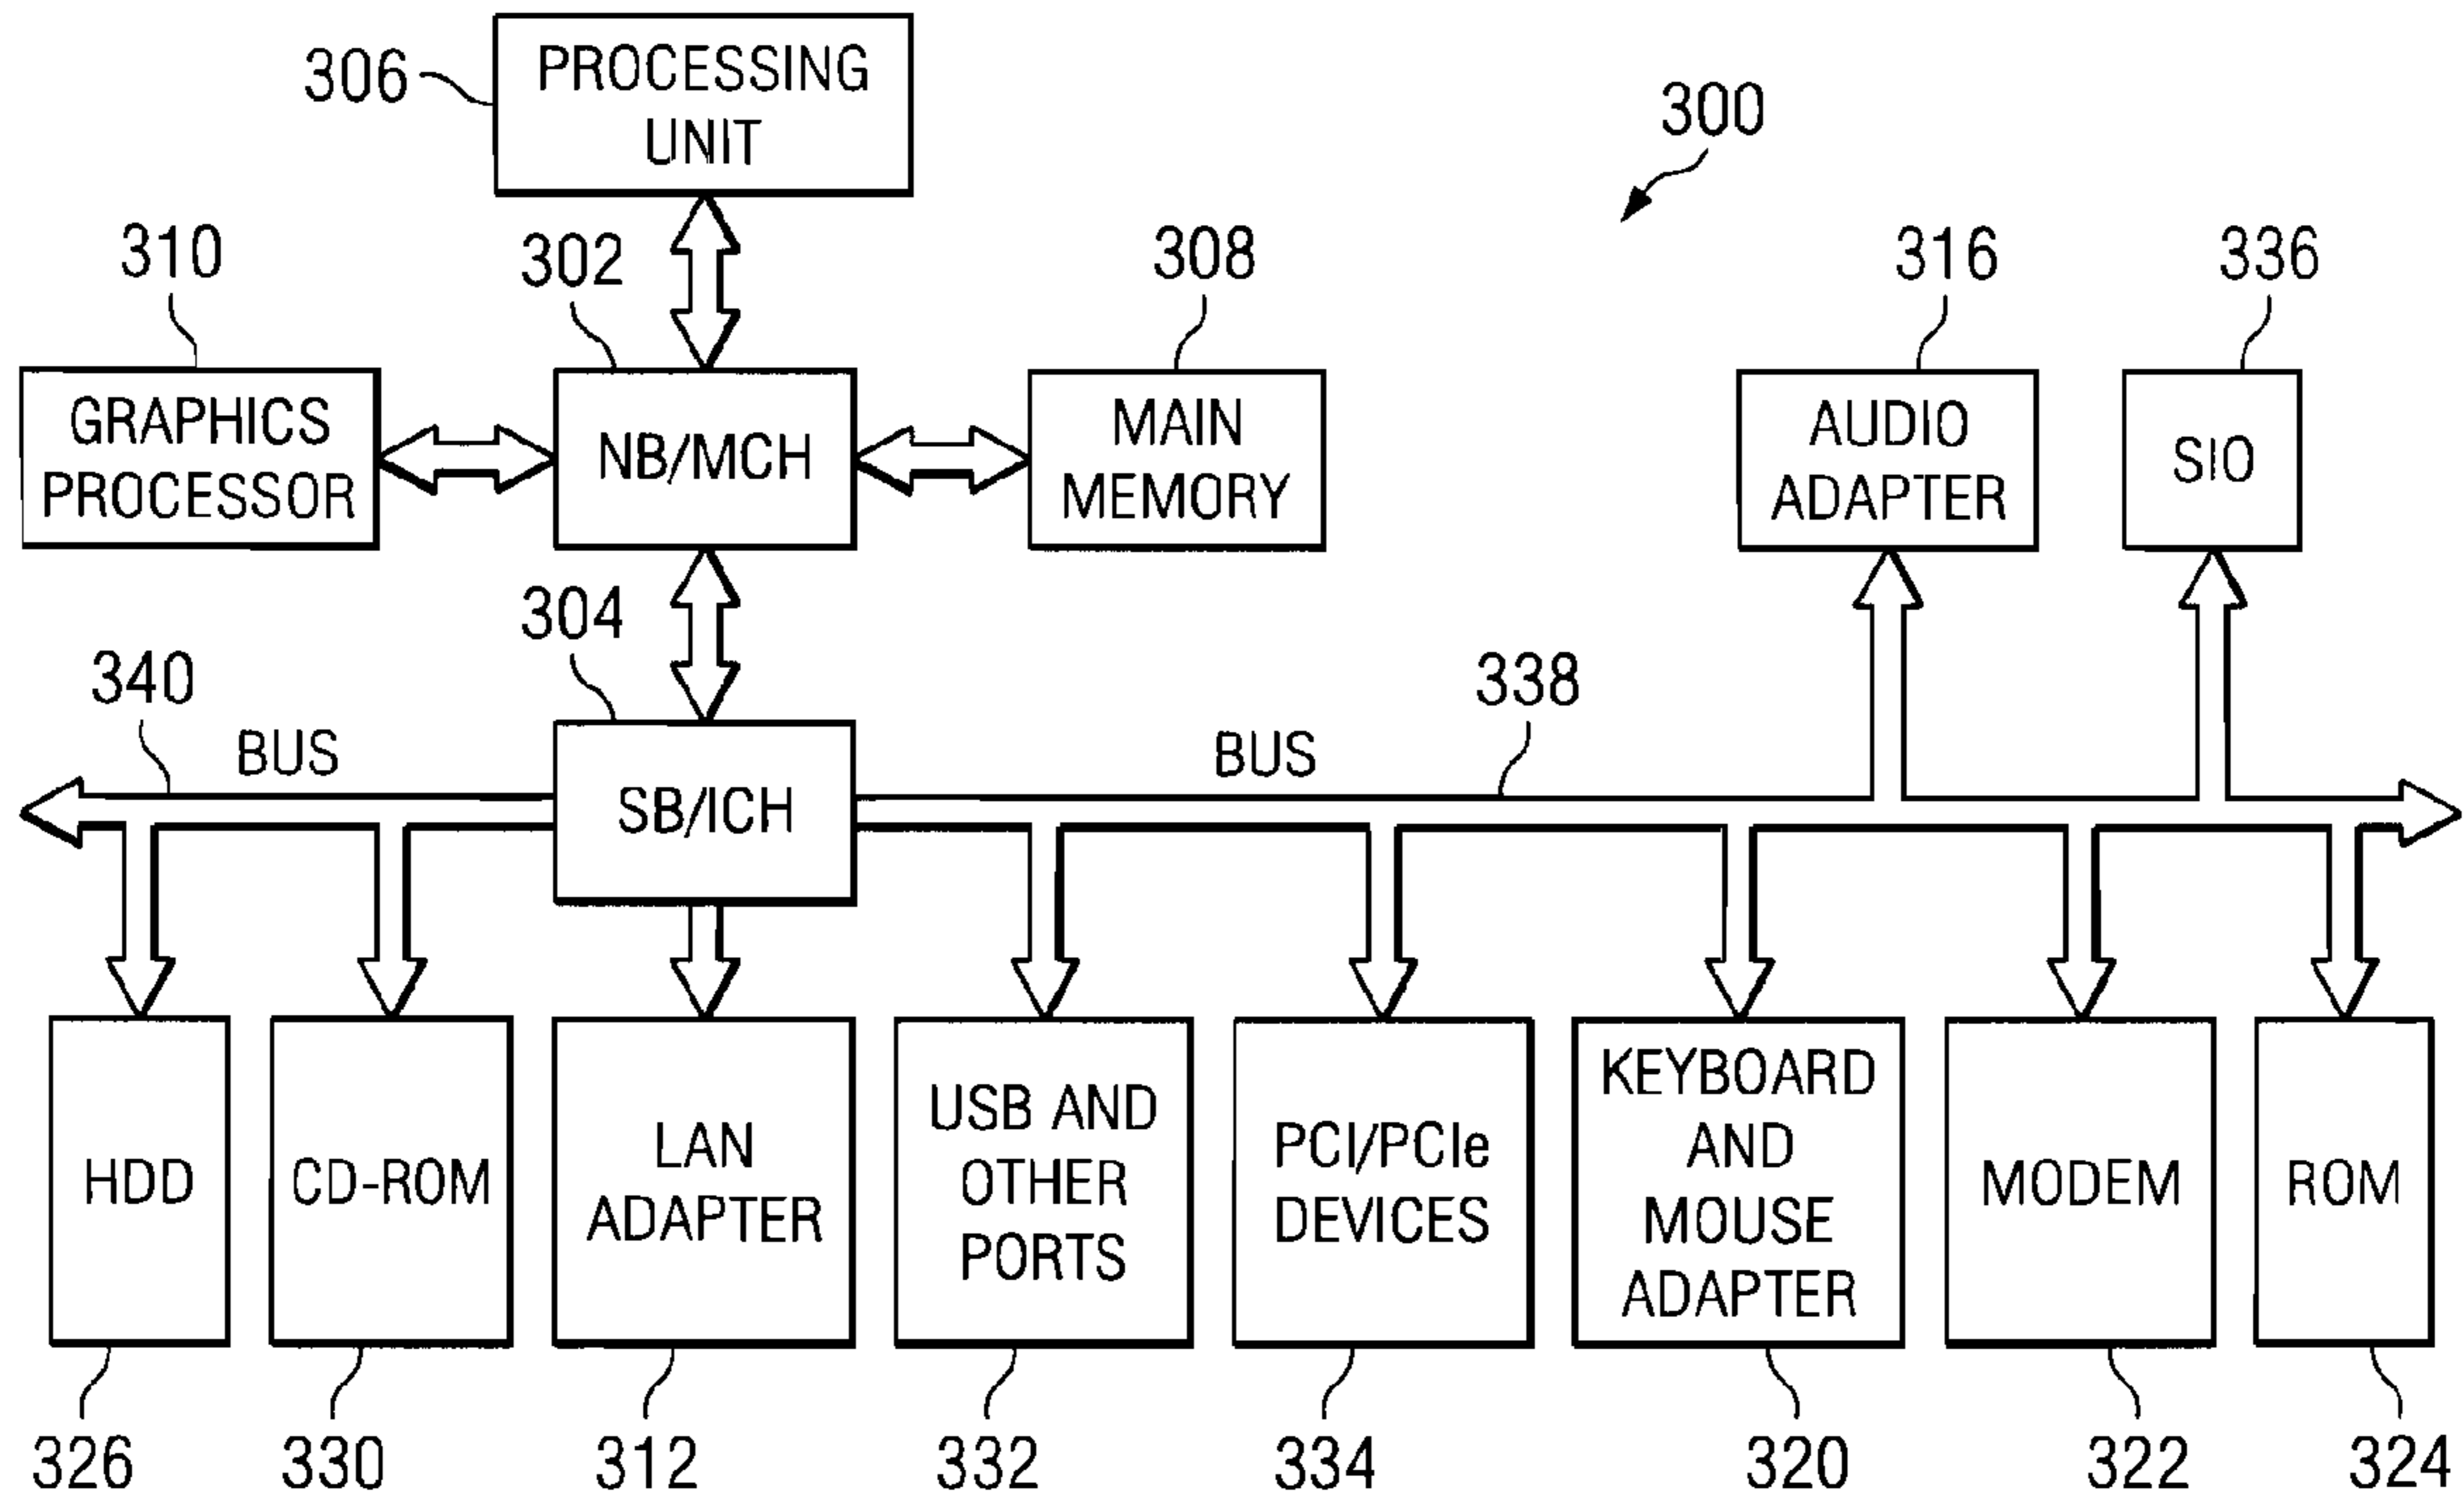 306
PROCESSING
UNIT
300
310
302
308
316
336
GRAPHICS
PROCESSOR
NB/MCH
MAIN
MEMORY
AUDIO
ADAPTER
SIO
304
340
BUS
338
BUS
SB/ICH
HDD
CD-ROM
LAN
ADAPTER
USB AND
OTHER
PORTS
PCI/PCIe
DEVICES
KEYBOARD
AND
MOUSE
ADAPTER
MODEM
ROM
326
330
312
332
334
320
322
324